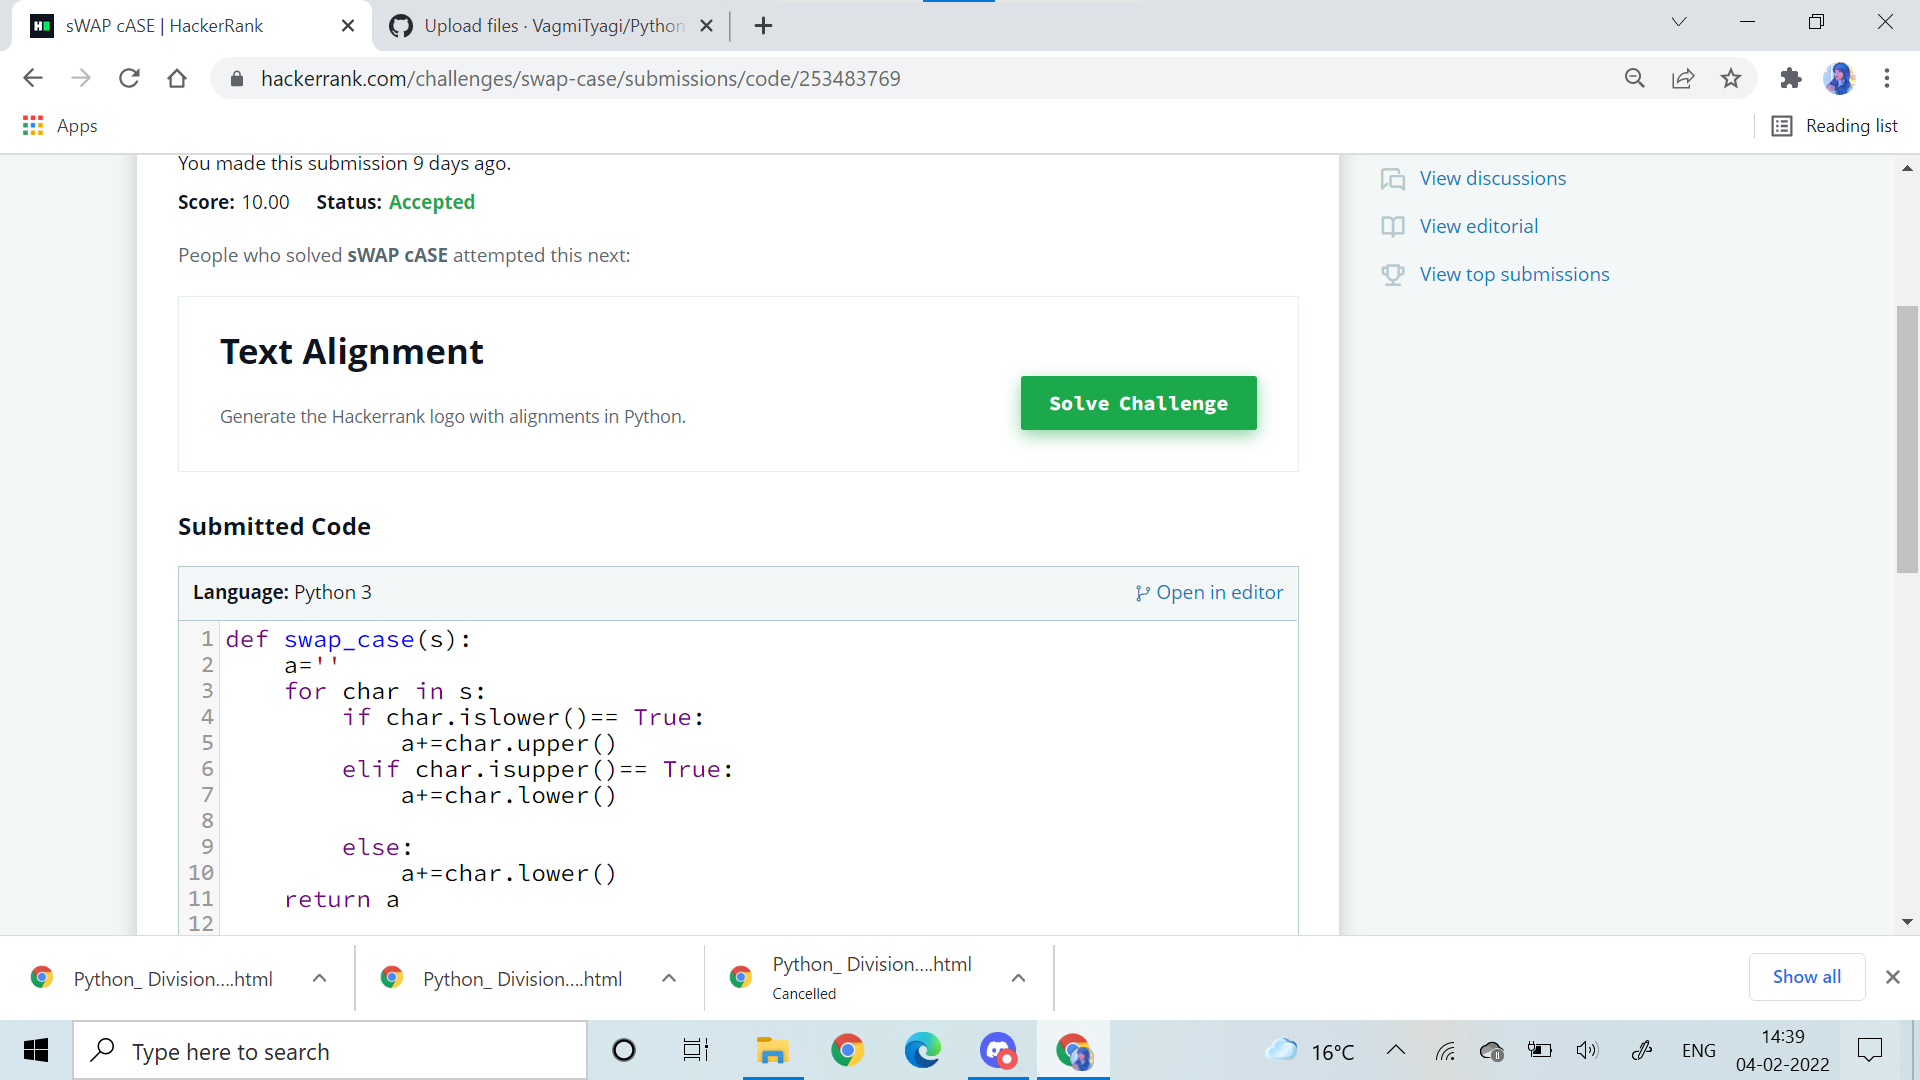 sWAP cASE | HackerRank
Upload files · VagmiTyagi/Python
hackerrank.com/challenges/swap-case/submissions/code/253483769
Apps
Reading list
You made this submission 9 days ago.
Score: 10.00 Status: Accepted
People who solved sWAP cASE attempted this next:
Text Alignment
Generate the Hackerrank logo with alignments in Python.
Solve Challenge
View discussions
View editorial
View top submissions
Submitted Code
Language: Python 3
Open in editor
1 def swap_case(s):
2     a=''
3     for char in s:
4         if char.islower()== True:
5             a+=char.upper()
6         elif char.isupper()== True:
7             a+=char.lower()
8
9         else:
10             a+=char.lower()
11     return a
12
Python_ Division....html
Python_ Division....html
Python_ Division....html
Cancelled
Show all
Type here to search
16°C
ENG
14:39
04-02-2022